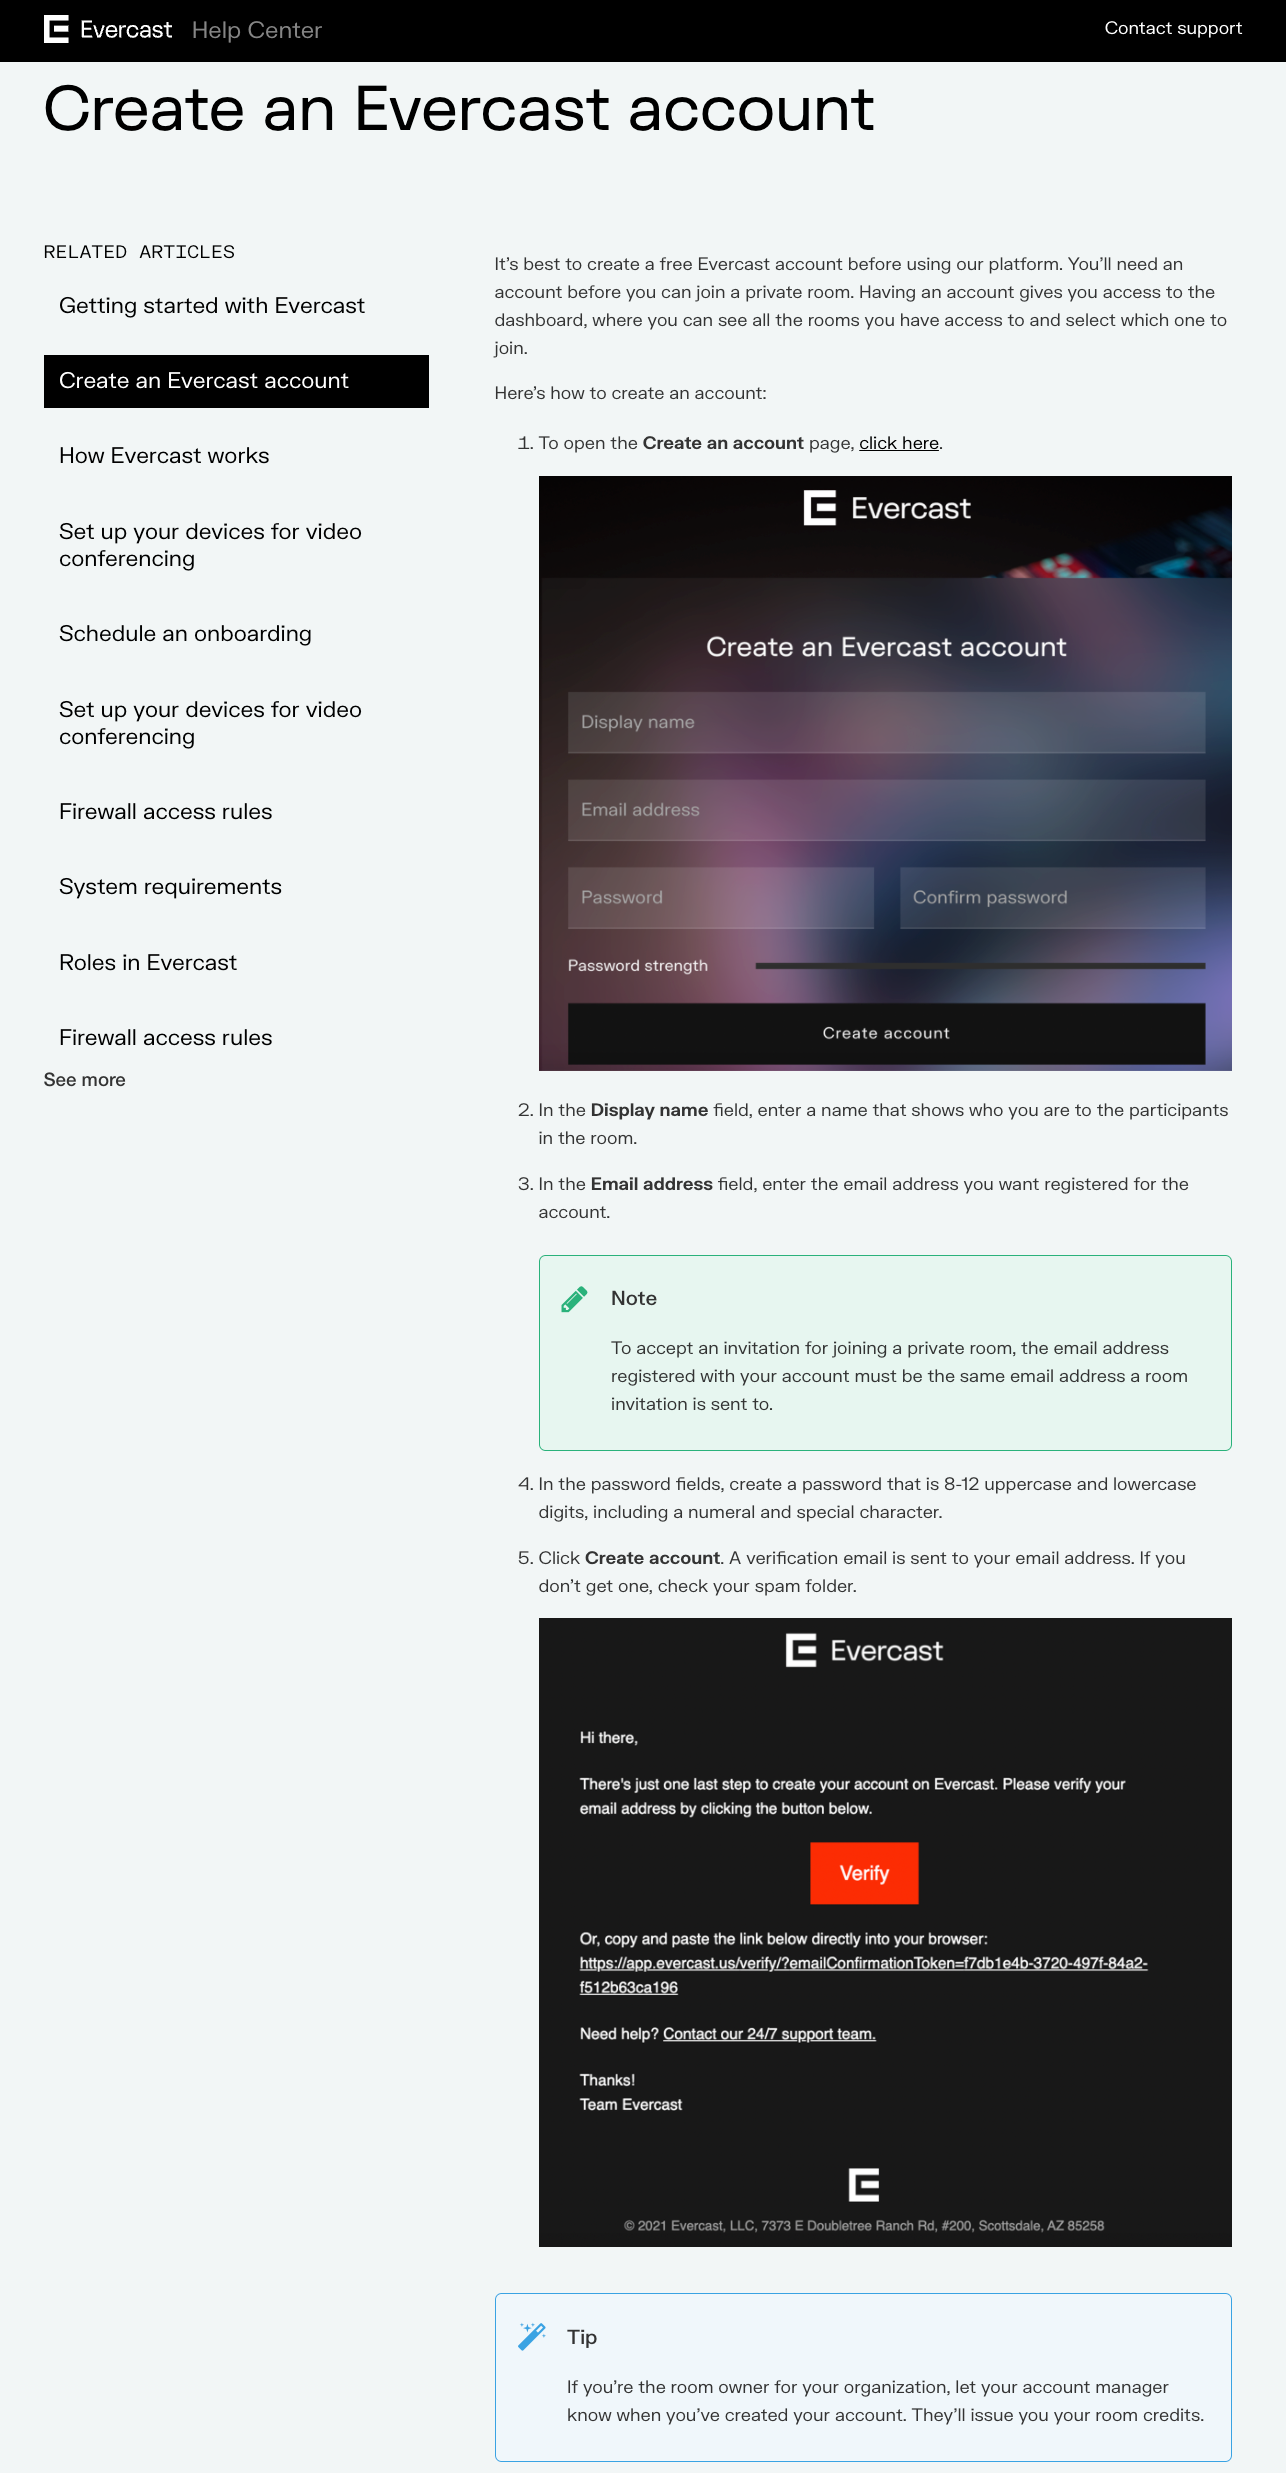 Evercast Help Center
Contact support
Create an Evercast account
RELATED ARTICLES
Getting started with Evercast
Create an Evercast account
How Evercast works
Set up your devices for video
conferencing
Schedule an onboarding
Set up your devices for video
conferencing
Firewall access rules
System requirements
Roles in Evercast
Firewall access rules
See more
It's best to create a free Evercast account before using our platform. You'll need an
account before you can join a private room. Having an account gives you access to the
dashboard, where you can see all the rooms you have access to and select which one to
join.
Here's how to create an account:
1. To open the Create an account page, click here.
Evercast
Create an Evercast account
Display name
Email address
Password
Confirm password
Password strength
Create account
2. In the Display name field, enter a name that shows who you are to the participants
in the room.
3. In the Email address field, enter the email address you want registered for the
account.
Note
To accept an invitation for joining a private room, the email address
registered with your account must be the same email address a room
invitation is sent to.
4. In the password fields, create a password that is 8-12 uppercase and lowercase
digits, including a numeral and special character.
5. Click Create account. A verification email is sent to your email address. If you
don't get one, check your spam folder.
Evercast
Hi there,
There's just one last step to create your account on Evercast. Please verify your
email address by clicking the button below.
Verify
Or, copy and paste the link below directly into your browser:
https://app.evercast.us/verify/?emailConfirmationToken=f7db1e4b-3720-497f-84a2-
f512b63ca196
Need help? Contact our 24/7 support team.
Thanks!
Team Evercast
© 2021 Evercast, LLC, 7373 E Doubletree Ranch Rd, #200, Scottsdale, AZ 85258
Tip
If you're the room owner for your organization, let your account manager
know when you've created your account. They'll issue you your room credits.